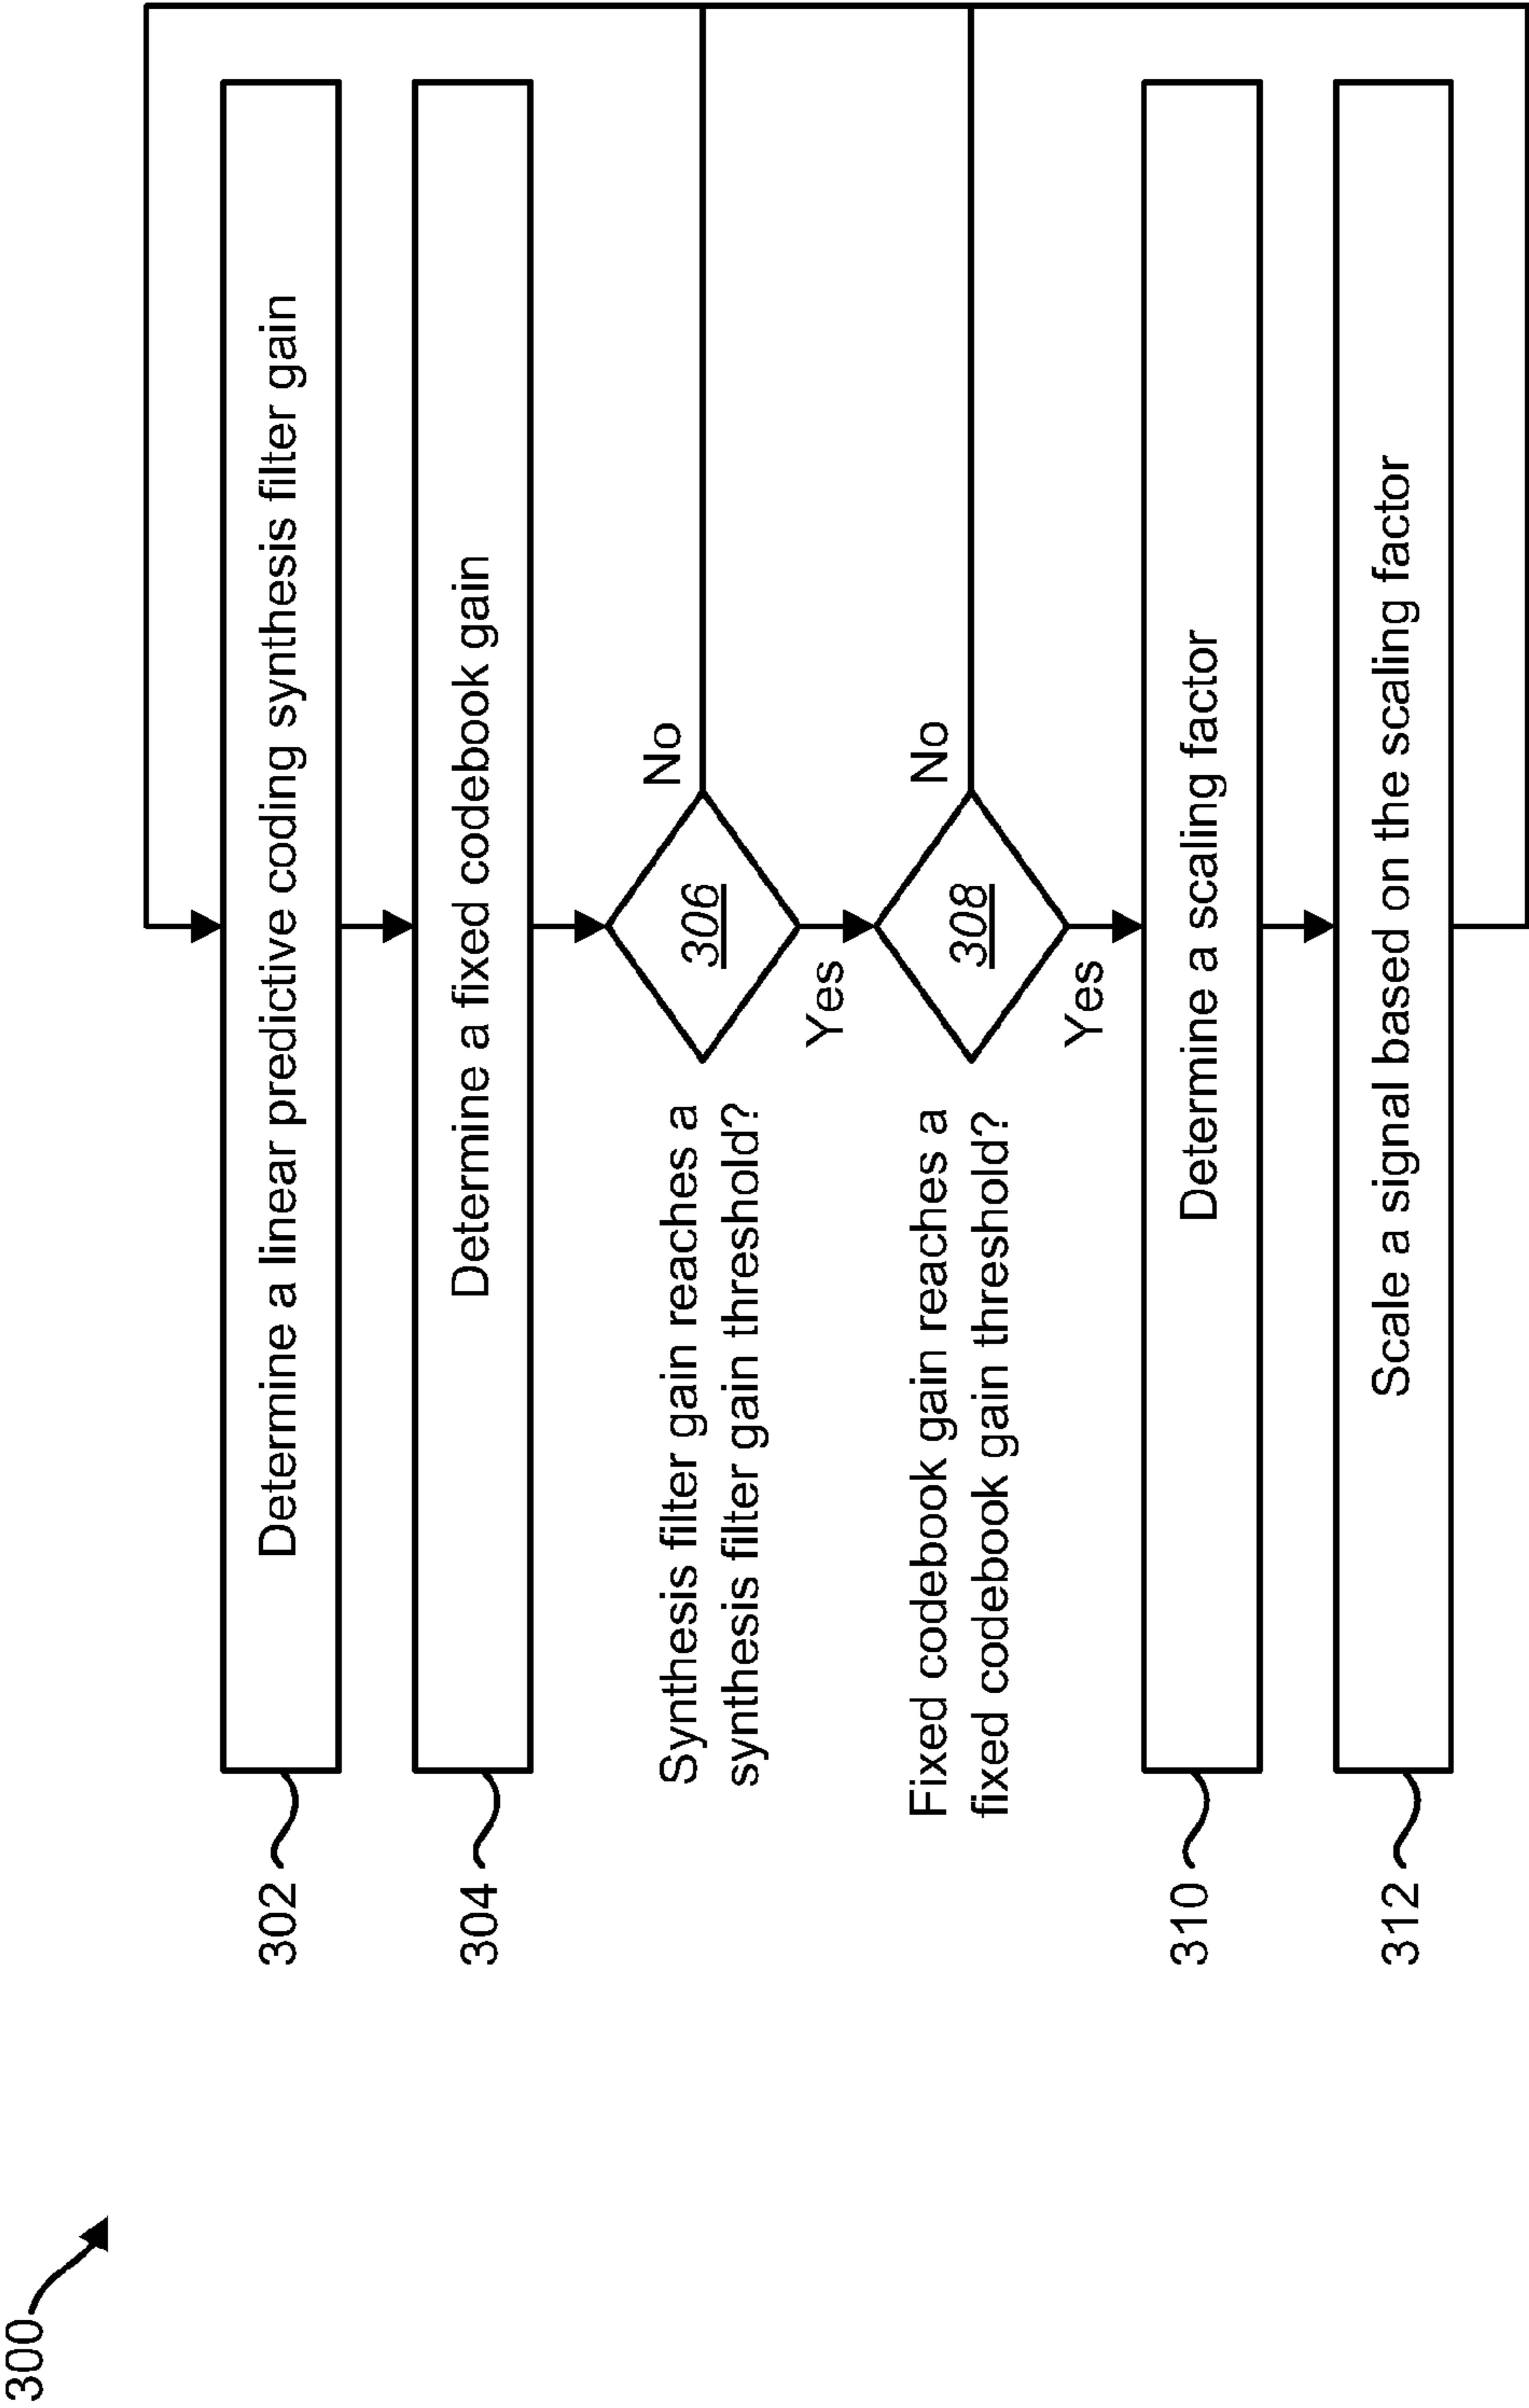 300
302
Determine a linear predictive coding synthesis filter gain
304
Determine a fixed codebook gain
Synthesis filter gain reaches a
synthesis filter gain threshold?
306
No
Yes
Fixed codebook gain reaches a
fixed codebook gain threshold?
308
No
Yes
310
Determine a scaling factor
312
Scale a signal based on the scaling factor